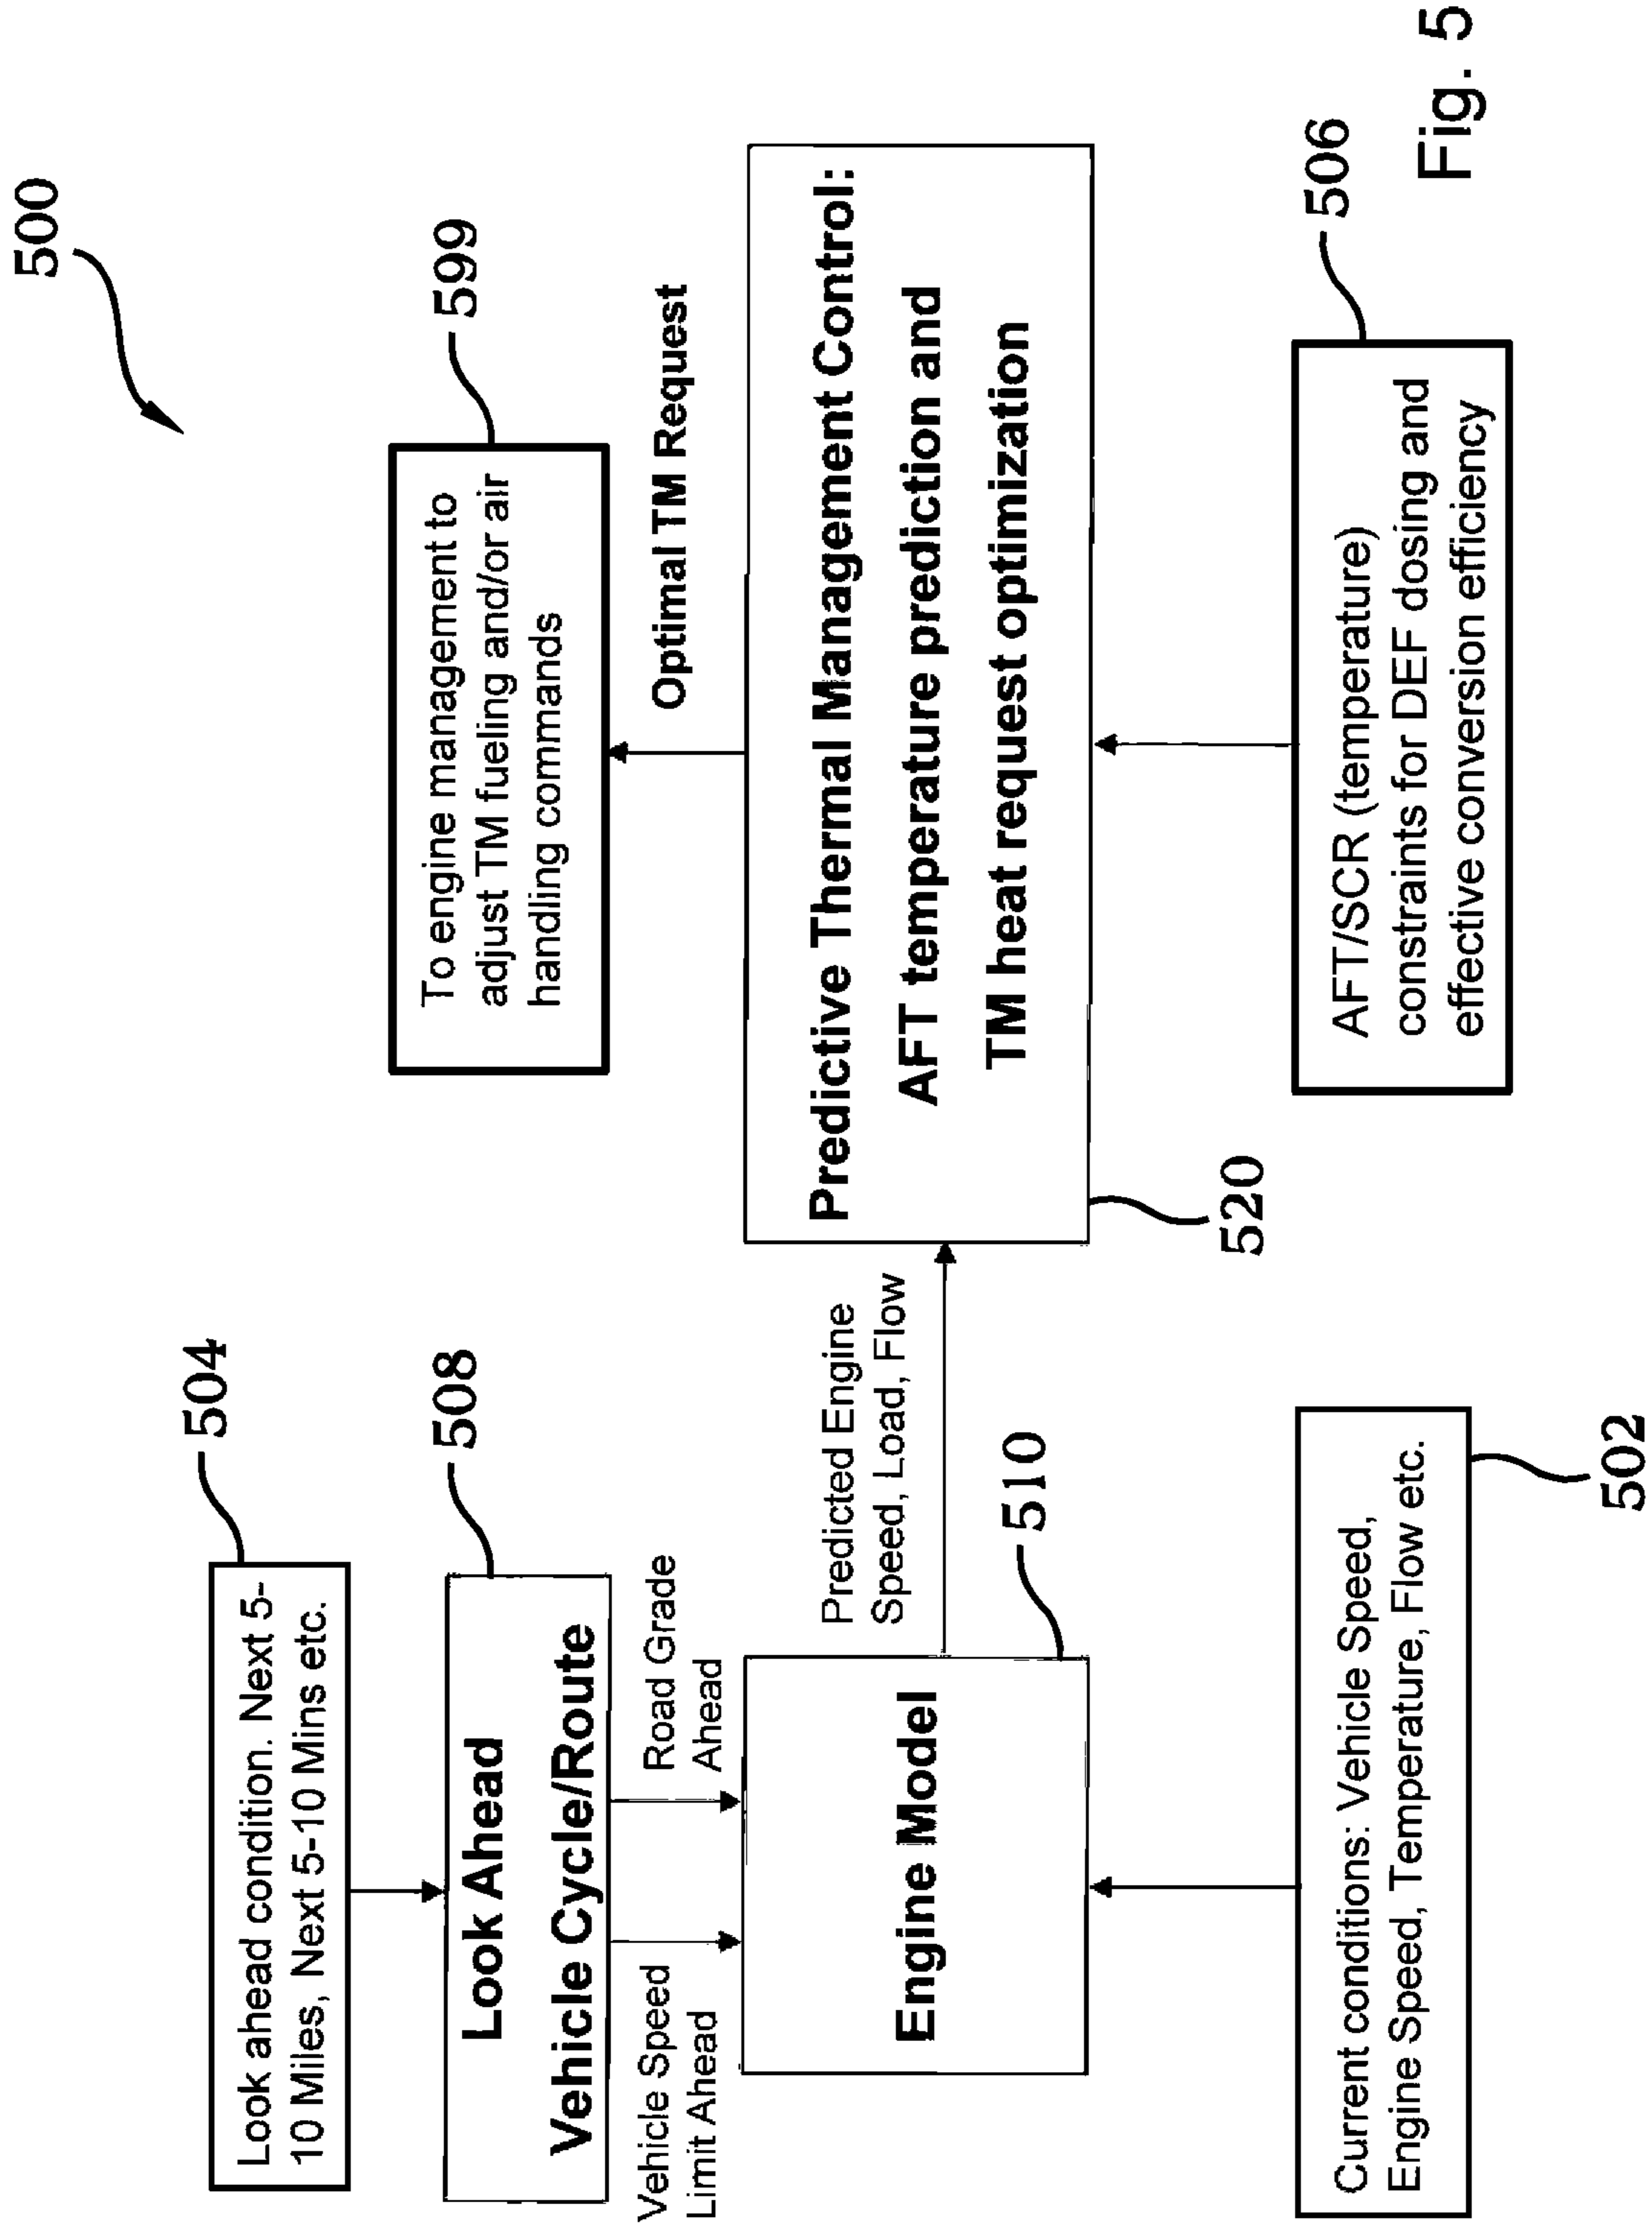 500
504
Look ahead condition. Next 5-
10 Miles, Next 5-10 Mins etc.
508
Look Ahead
Vehicle Cycle/Route
Vehicle Speed
Limit Ahead
Road Grade
Ahead
Engine Model
510
Current conditions: Vehicle Speed,
Engine Speed, Temperature, Flow etc.
502
Predicted Engine
Speed, Load, Flow
599
To engine management to
adjust TM fueling and/or air
handling commands
Optimal TM Request
Predictive Thermal Management Control:
AFT temperature prediction and
TM heat request optimization
520
AFT/SCR (temperature)
constraints for DEF dosing and
effective conversion efficiency
506
Fig. 5